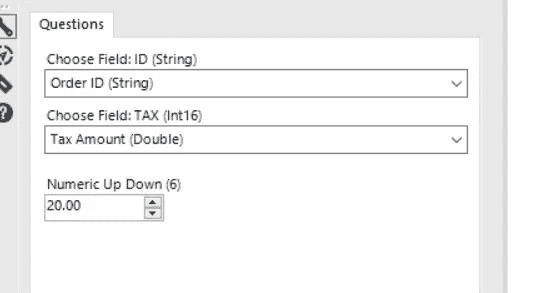 Questions
Choose Field: ID (String)
Order ID (String)
Choose Field: TAX (Int16)
Tax Amount (Double)
Numeric Up Down (6)
20.00